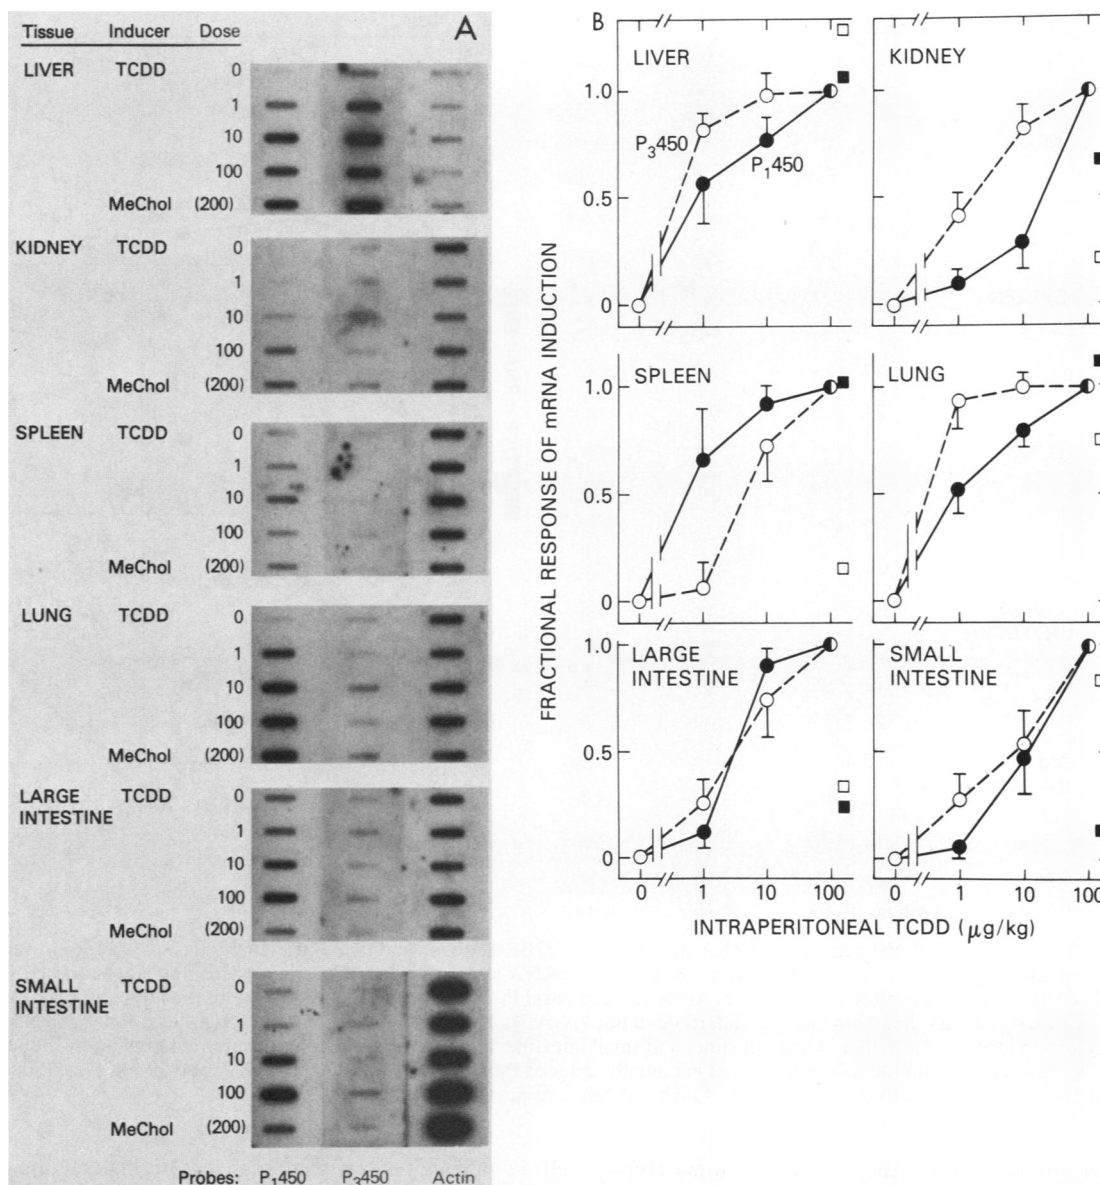 Tissue Inducer Dose A
LIVER TCDD 0
1
10
100
MeChol (200)
KIDNEY TCDD 0
1
10
100
MeChol (200)
SPLEEN TCDD 0
1
10
100
MeChol (200)
LUNG TCDD 0
1
10
100
MeChol (200)
LARGE INTESTINE TCDD 0
1
10
100
MeChol (200)
SMALL INTESTINE TCDD 0
1
10
100
MeChol (200)
Probes: P₁450 P₃450 Actin
B
FRACTIONAL RESPONSE OF mRNA INDUCTION
LIVER
KIDNEY
1.0
0.5
0
P₃450
P₁450
SPLEEN
LUNG
1.0
0.5
0
LARGE
INTESTINE
SMALL
INTESTINE
1.0
0.5
0
0 1 10 100 0 1 10 100
INTRAPERITONEAL TCDD (μg/kg)